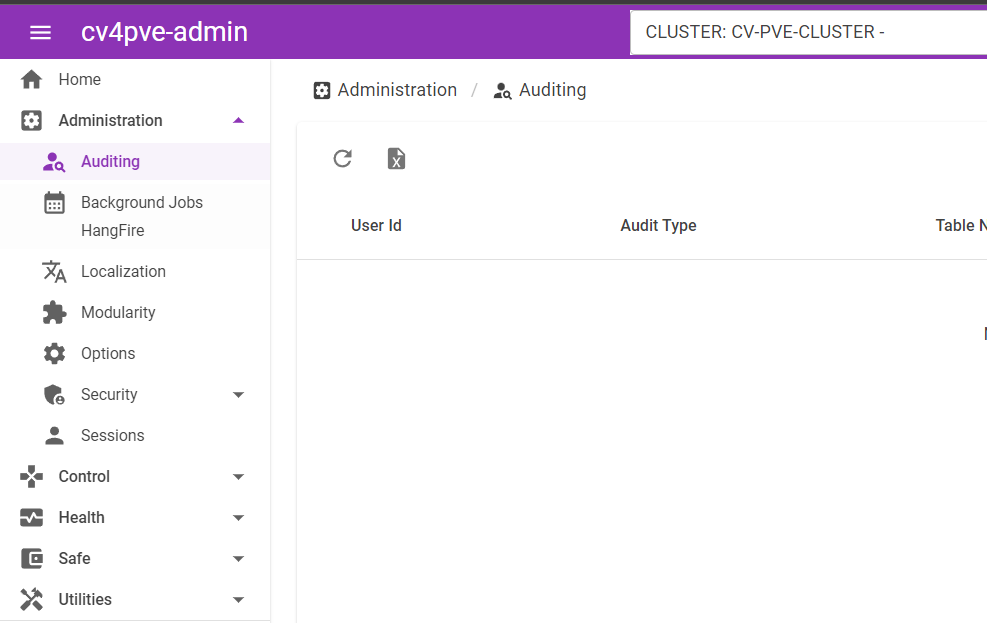 cv4pve-admin
CLUSTER: CV-PVE-CLUSTER -
Home
Administration
Auditing
Background Jobs
HangFire
Localization
Modularity
Options
Security
Sessions
Control
Health
Safe
Utilities
Administration / Auditing
User Id Audit Type Table